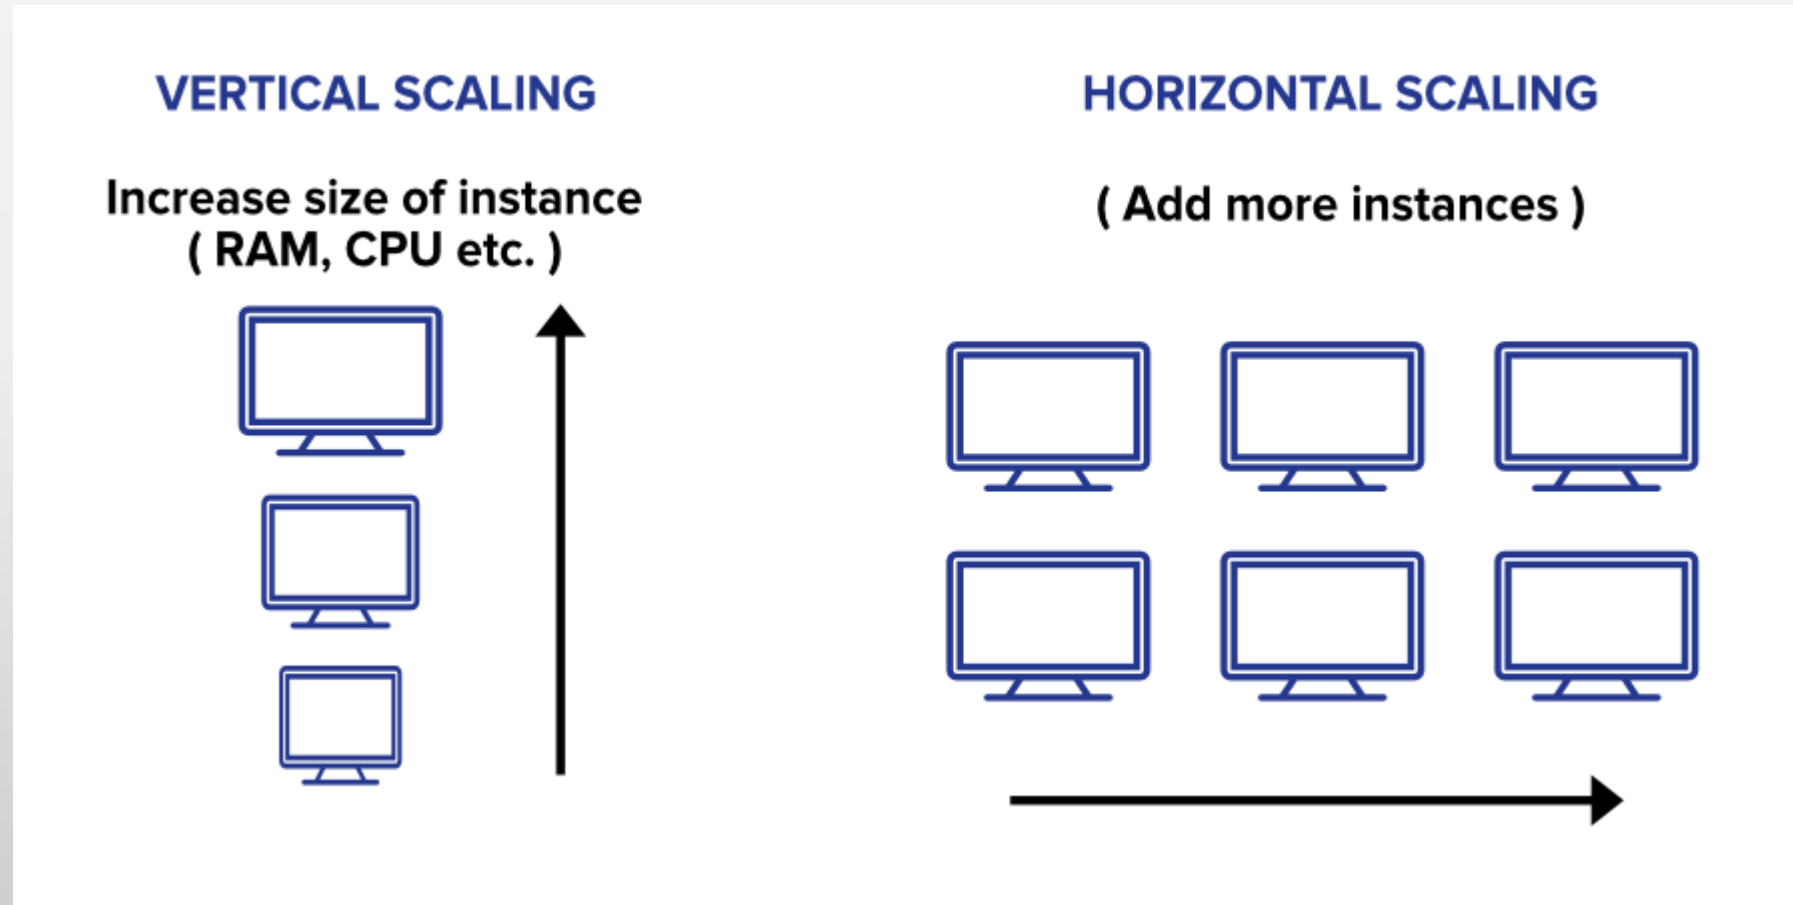 VERTICAL SCALING
Increase size of instance
( RAM, CPU etc. )
HORIZONTAL SCALING
( Add more instances )